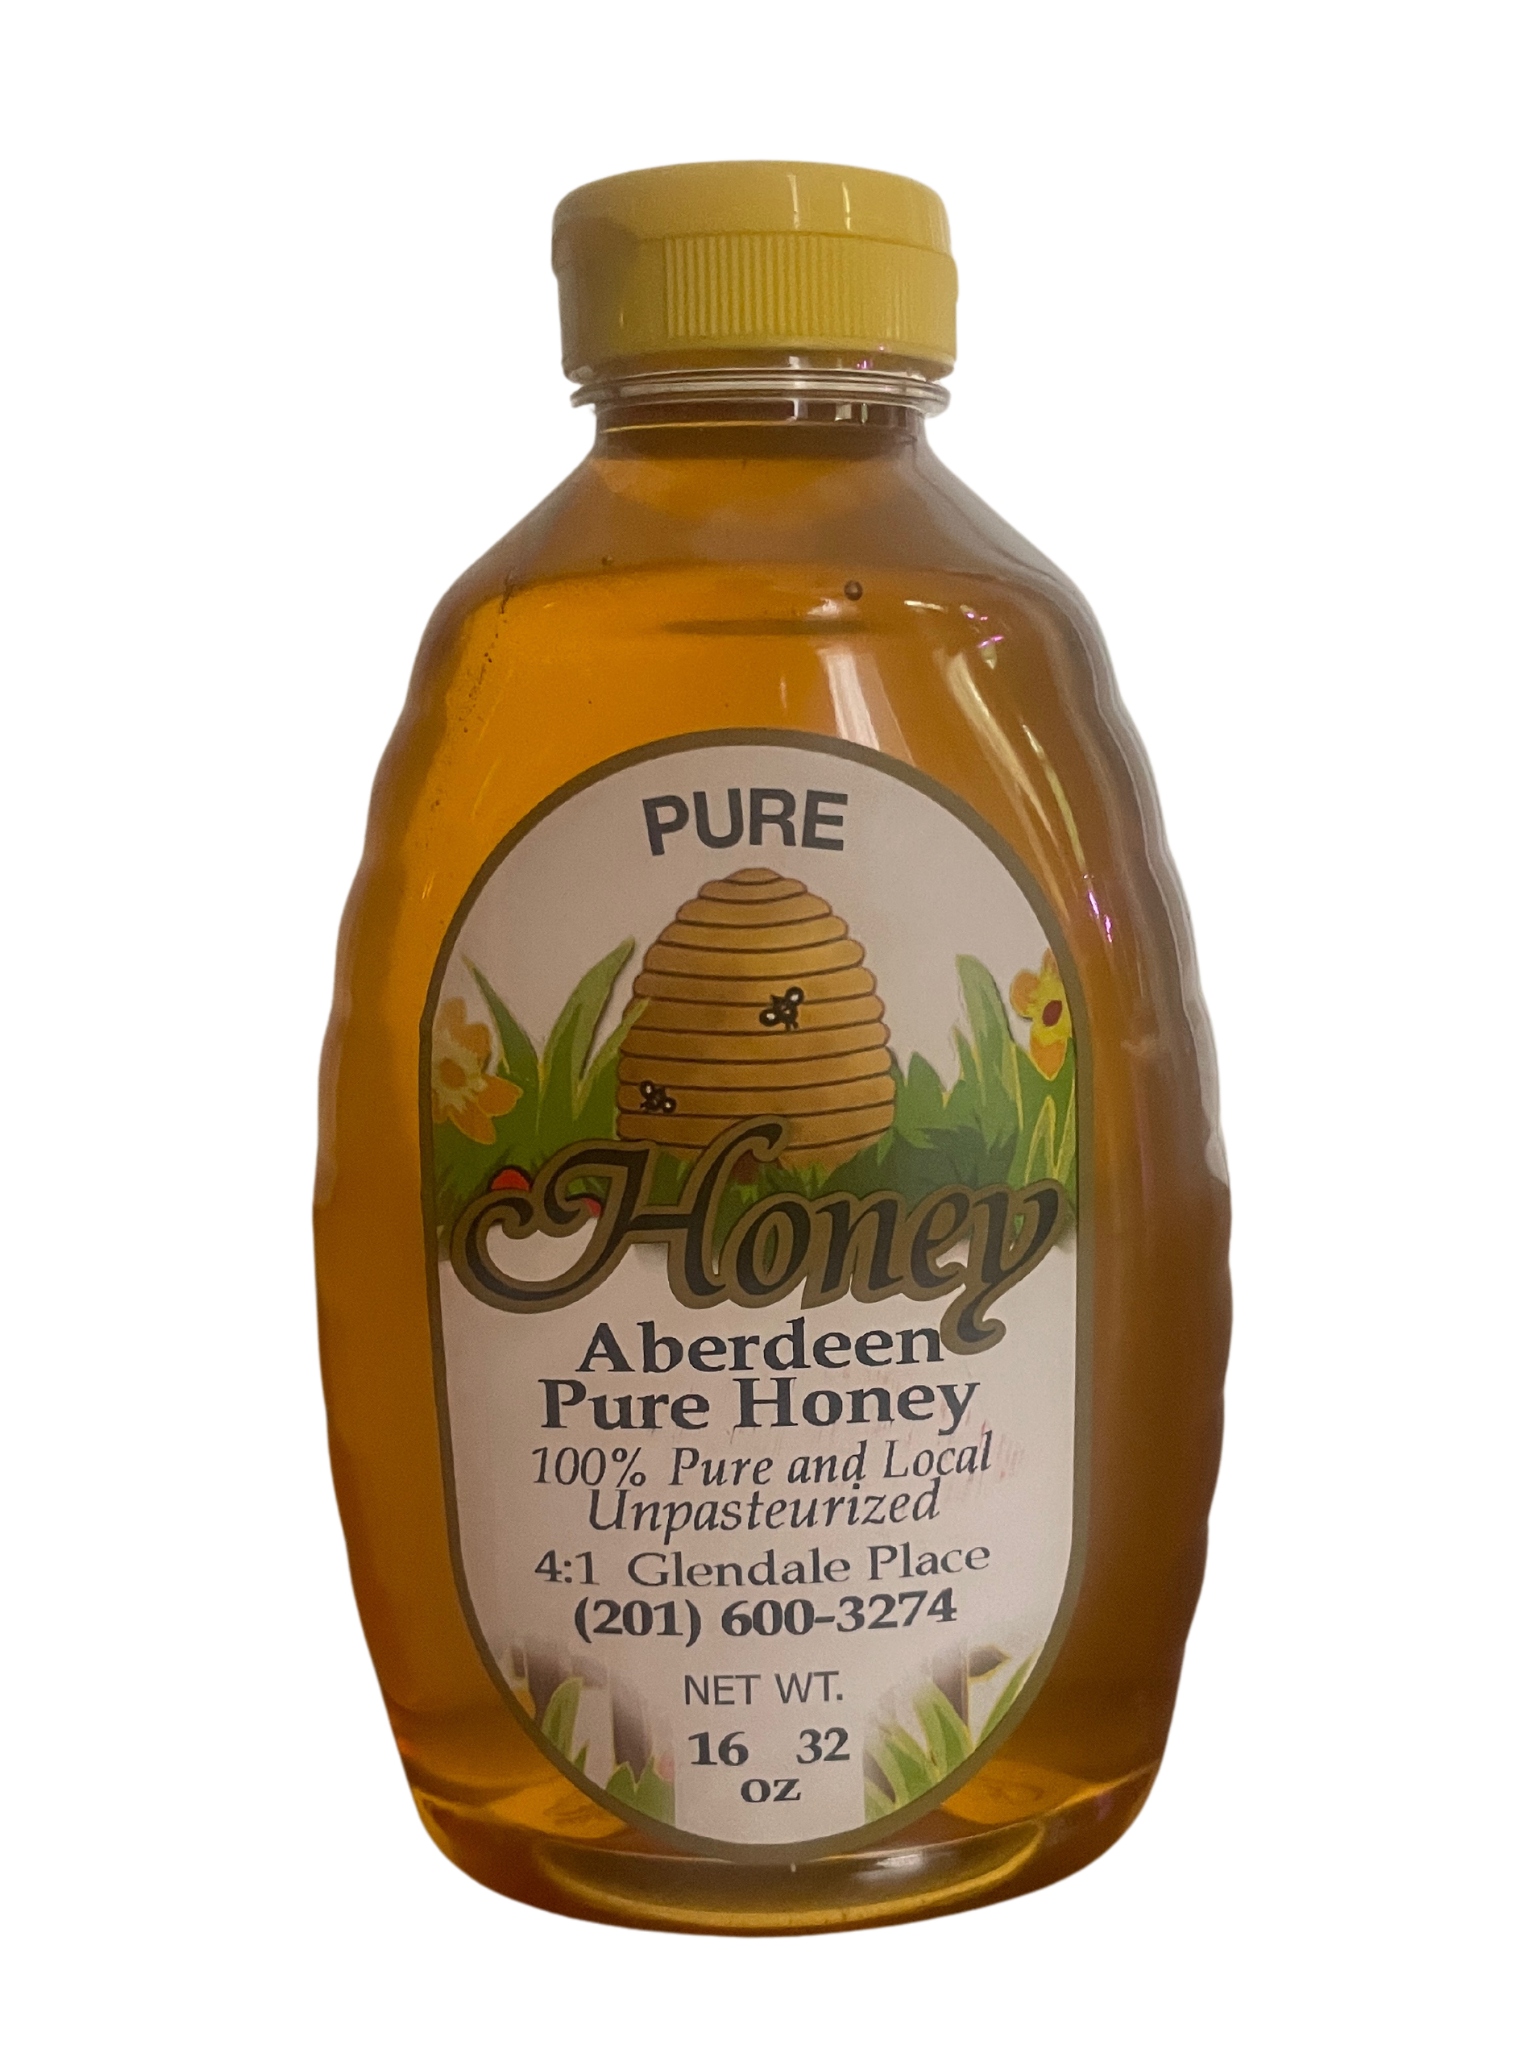 PURE
Honey
Aberdeen
Pure Honey
100% Pure and Local
Unpasteurized
4:1 Glendale Place
(201) 600-3274
NET WT.
16 32
oz